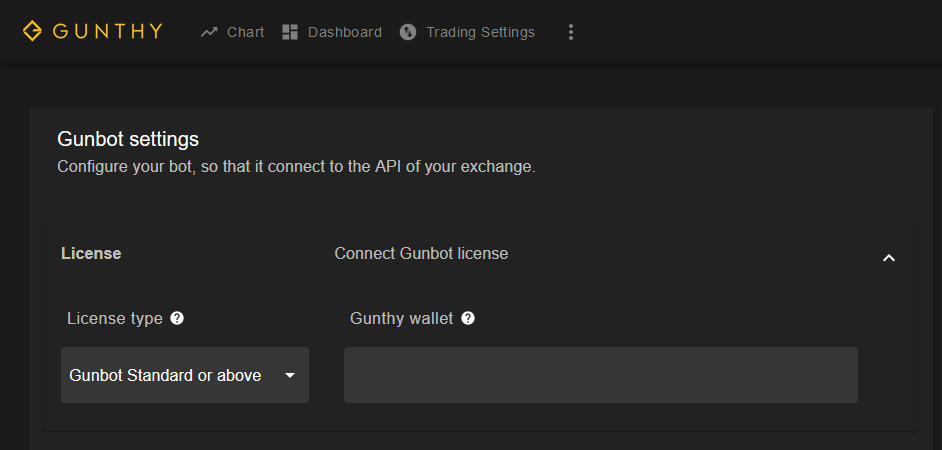 GUNTHY Chart Dashboard Trading Settings
Gunbot settings
Configure your bot, so that it connect to the API of your exchange.
License Connect Gunbot license
License type ? Gunthy wallet ?
Gunbot Standard or above